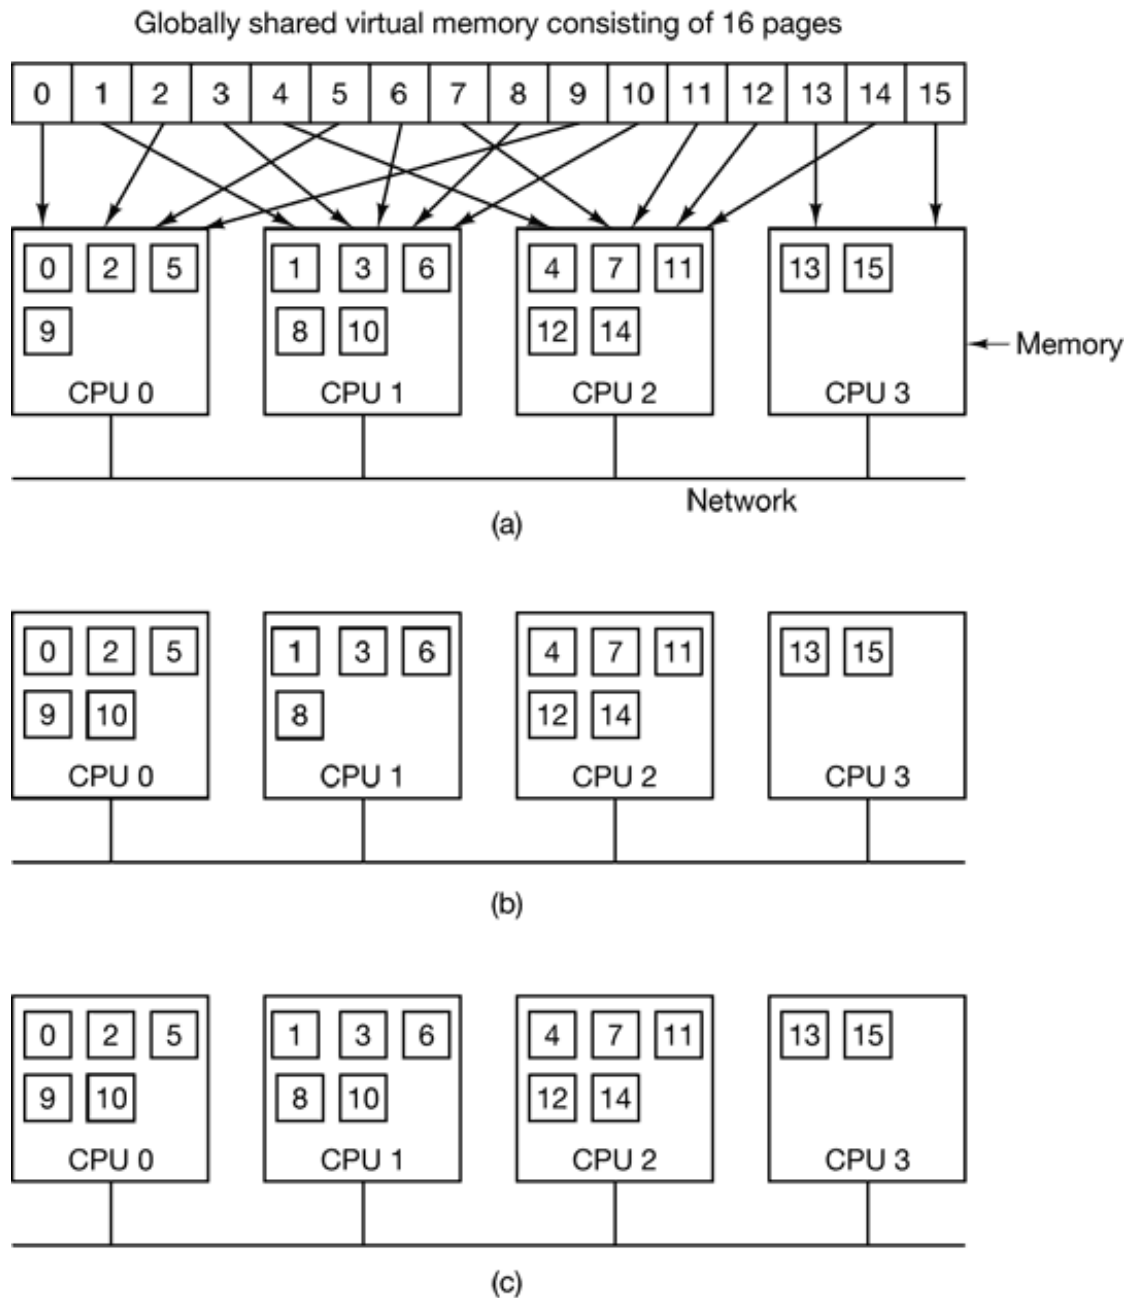 Globally shared virtual memory consisting of 16 pages
0 1 2 3 4 5 6 7 8 9 10 11 12 13 14 15
0 2 5 1 3 6 4 7 11 13 15
9 8 10 12 14
Memory
CPU 0 CPU 1 CPU 2 CPU 3
Network
(a)
0 2 5 1 3 6 4 7 11 13 15
9 10 8 12 14
CPU 0 CPU 1 CPU 2 CPU 3
(b)
0 2 5 1 3 6 4 7 11 13 15
9 10 8 10 12 14
CPU 0 CPU 1 CPU 2 CPU 3
(c)